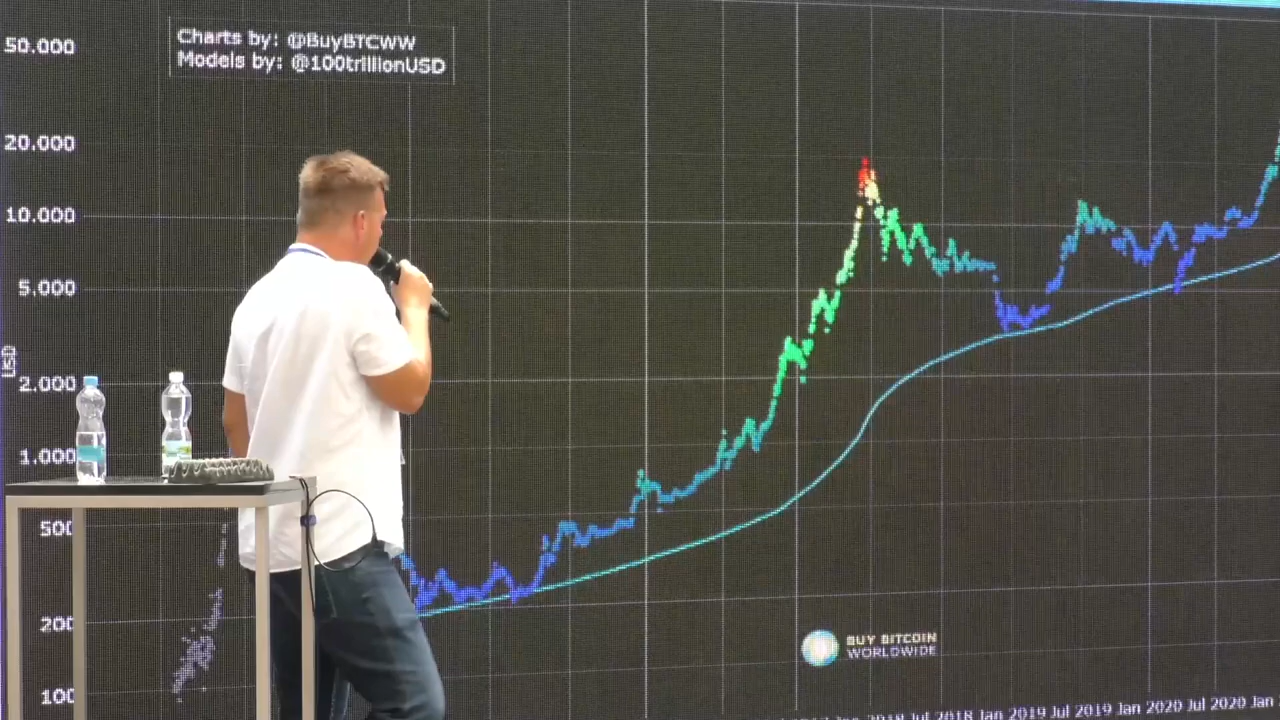 Charts by: @BuyBTCWW
Models by: @100trillionUSD
50.000
20.000
10.000
5.000
USD
2.000
1.000
500
200
100
BUY BITCOIN
WORLDWIDE
Jul 2018 Jan 2019 Jul 2019 Jan 2020 Jul 2020 Jan